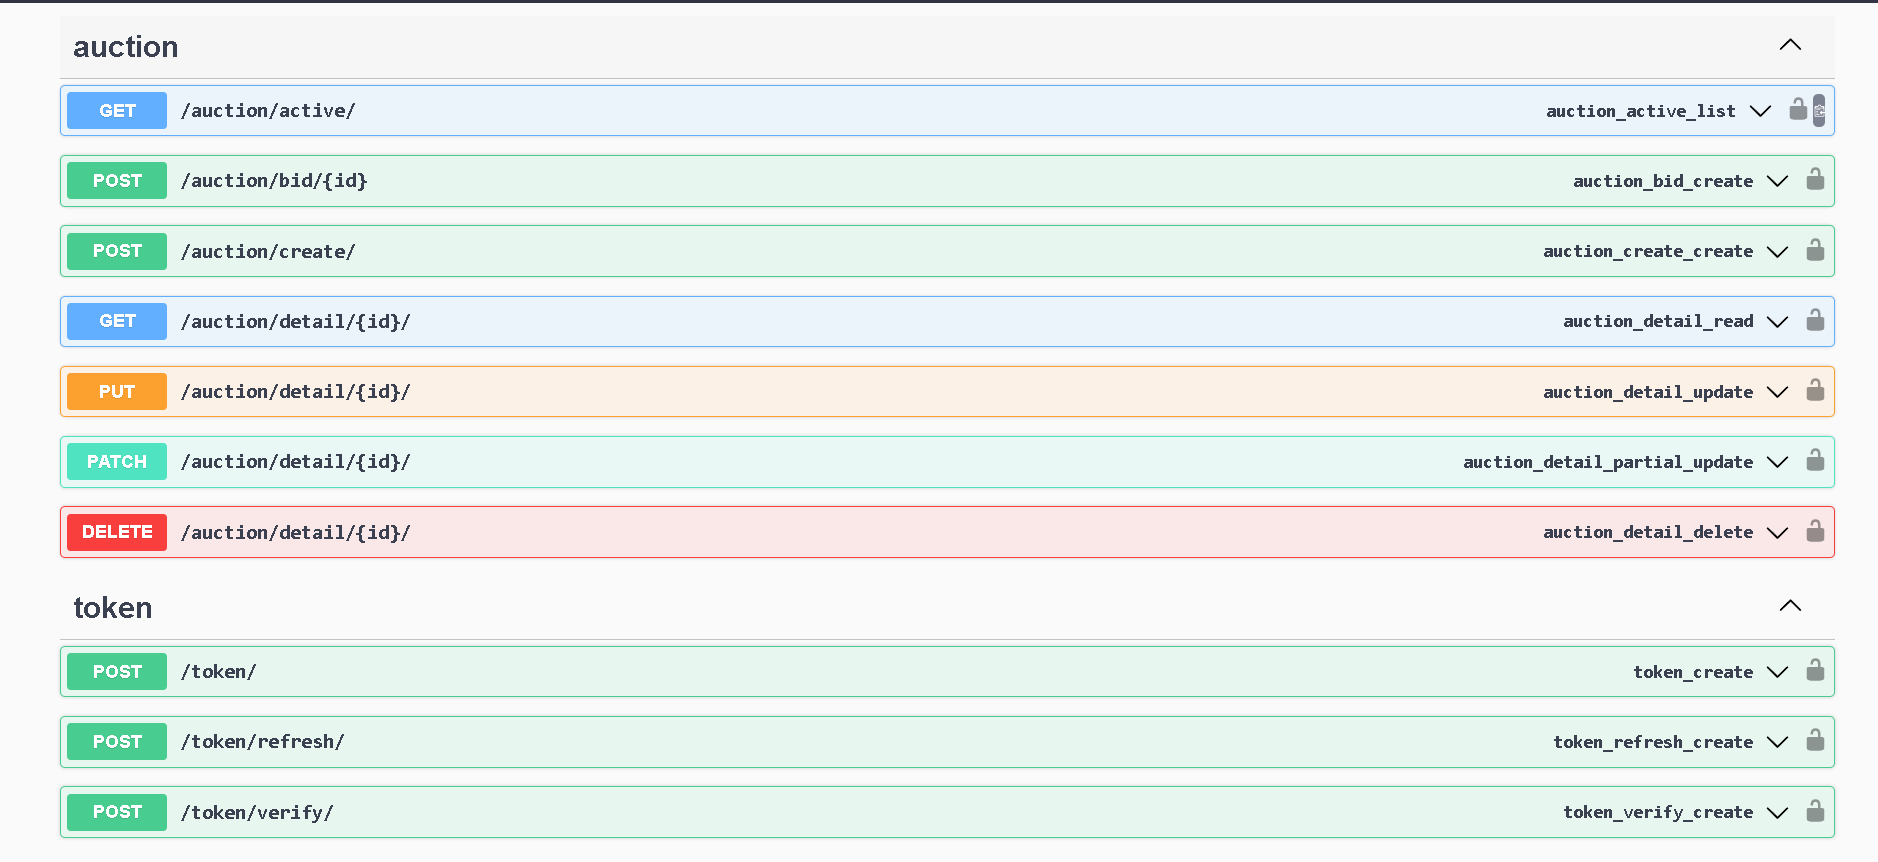 auction
GET /auction/active/ auction_active_list
POST /auction/bid/{id} auction_bid_create
POST /auction/create/ auction_create_create
GET /auction/detail/{id}/ auction_detail_read
PUT /auction/detail/{id}/ auction_detail_update
PATCH /auction/detail/{id}/ auction_detail_partial_update
DELETE /auction/detail/{id}/ auction_detail_delete
token
POST /token/ token_create
POST /token/refresh/ token_refresh_create
POST /token/verify/ token_verify_create